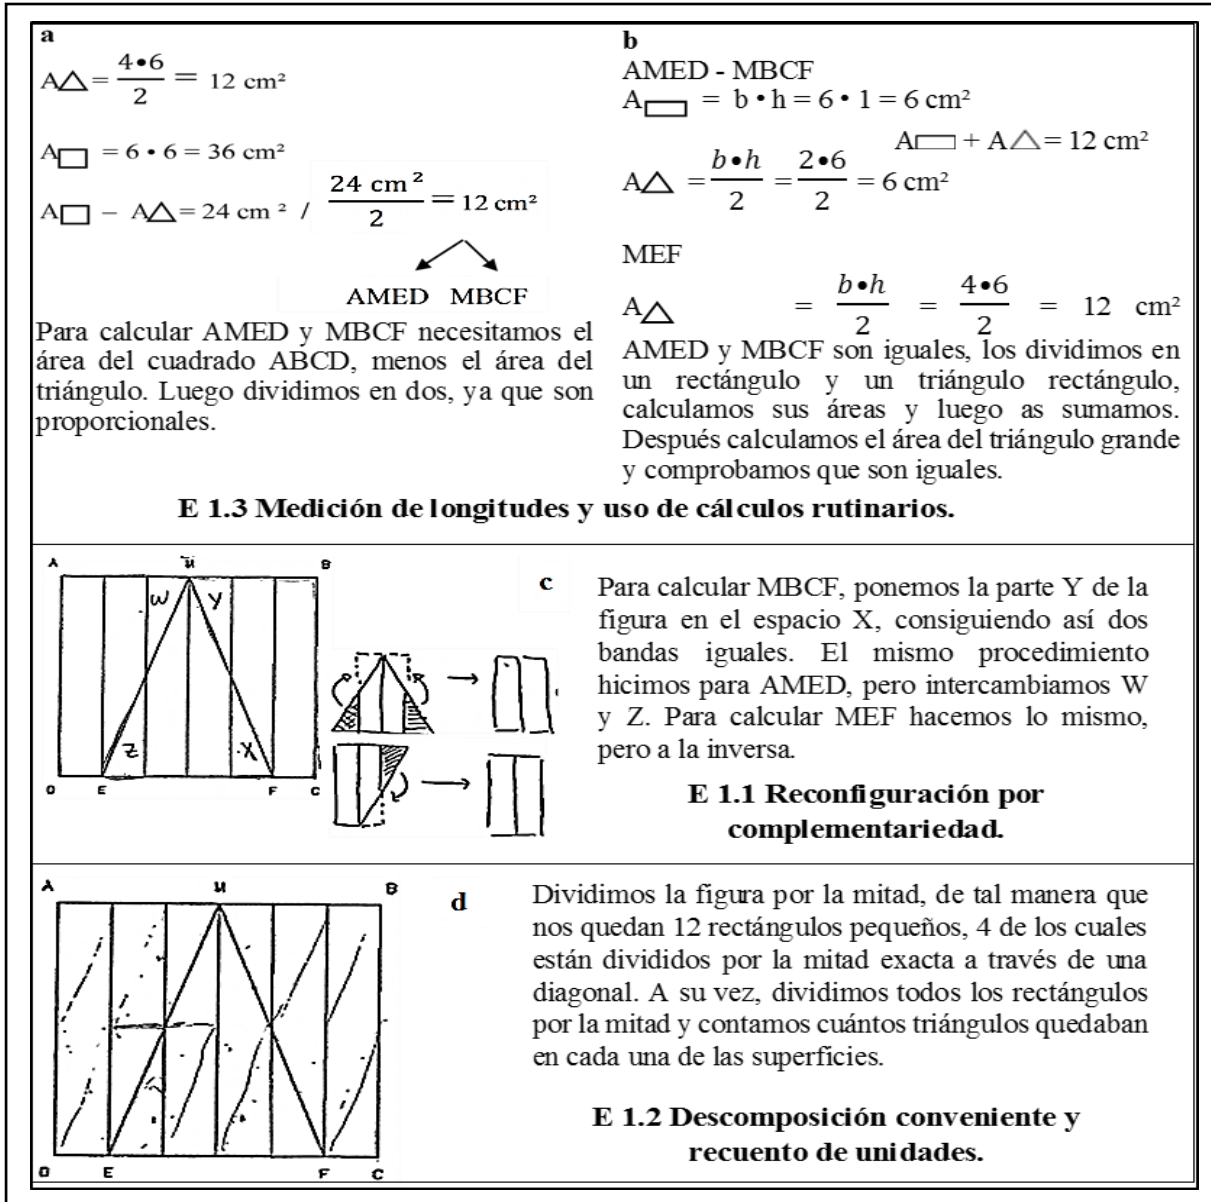 a
A△ = 4•6/2 = 12 cm²
A□ = 6 • 6 = 36 cm²
A□ − A△ = 24 cm ² / 24 cm ²/2 = 12 cm²
AMED MBCF
Para calcular AMED y MBCF necesitamos el
área del cuadrado ABCD, menos el área del
triángulo. Luego dividimos en dos, ya que son
proporcionales.
b
AMED - MBCF
A▭ = b • h = 6 • 1 = 6 cm²
A▭ + A△ = 12 cm²
A△ = b•h/2 = 2•6/2 = 6 cm²
MEF
A△ = b•h/2 = 4•6/2 = 12 cm²
AMED y MBCF son iguales, los dividimos en
un rectángulo y un triángulo rectángulo,
calculamos sus áreas y luego as sumamos.
Después calculamos el área del triángulo grande
y comprobamos que son iguales.
E 1.3 Medición de longitudes y uso de cálculos rutinarios.
A B
W Y
Z X
E F C
c
Para calcular MBCF, ponemos la parte Y de la
figura en el espacio X, consiguiendo así dos
bandas iguales. El mismo procedimiento
hicimos para AMED, pero intercambiamos W
y Z. Para calcular MEF hacemos lo mismo,
pero a la inversa.
E 1.1 Reconfiguración por
complementariedad.
A B
E F C
d
Dividimos la figura por la mitad, de tal manera que
nos quedan 12 rectángulos pequeños, 4 de los cuales
están divididos por la mitad exacta a través de una
diagonal. A su vez, dividimos todos los rectángulos
por la mitad y contamos cuántos triángulos quedaban
en cada una de las superficies.
E 1.2 Descomposición conveniente y
recuento de unidades.